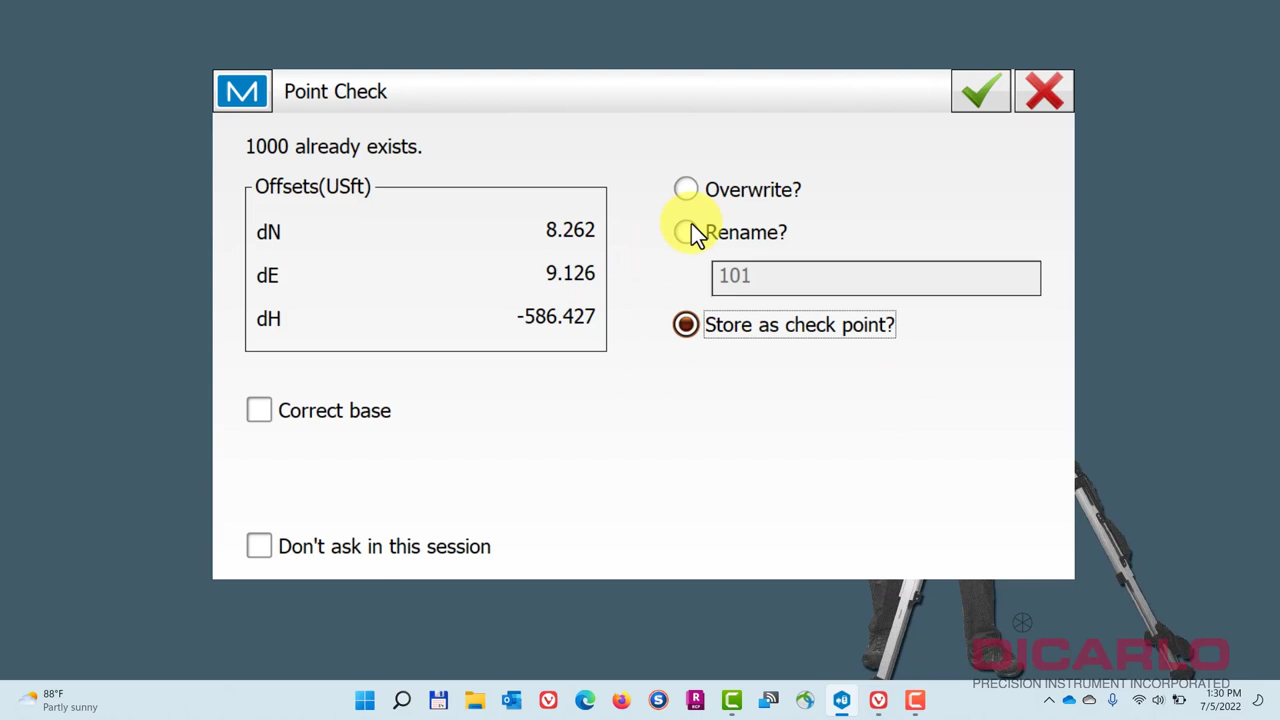 Point Check
1000 already exists.
Offsets(USft)
dN 8.262
dE 9.126
dH -586.427
Overwrite?
Rename?
101
Store as check point?
Correct base
Don't ask in this session
DICARLO
PRECISION INSTRUMENT INCORPORATED
88°F
Partly sunny
1:30 PM
7/5/2022